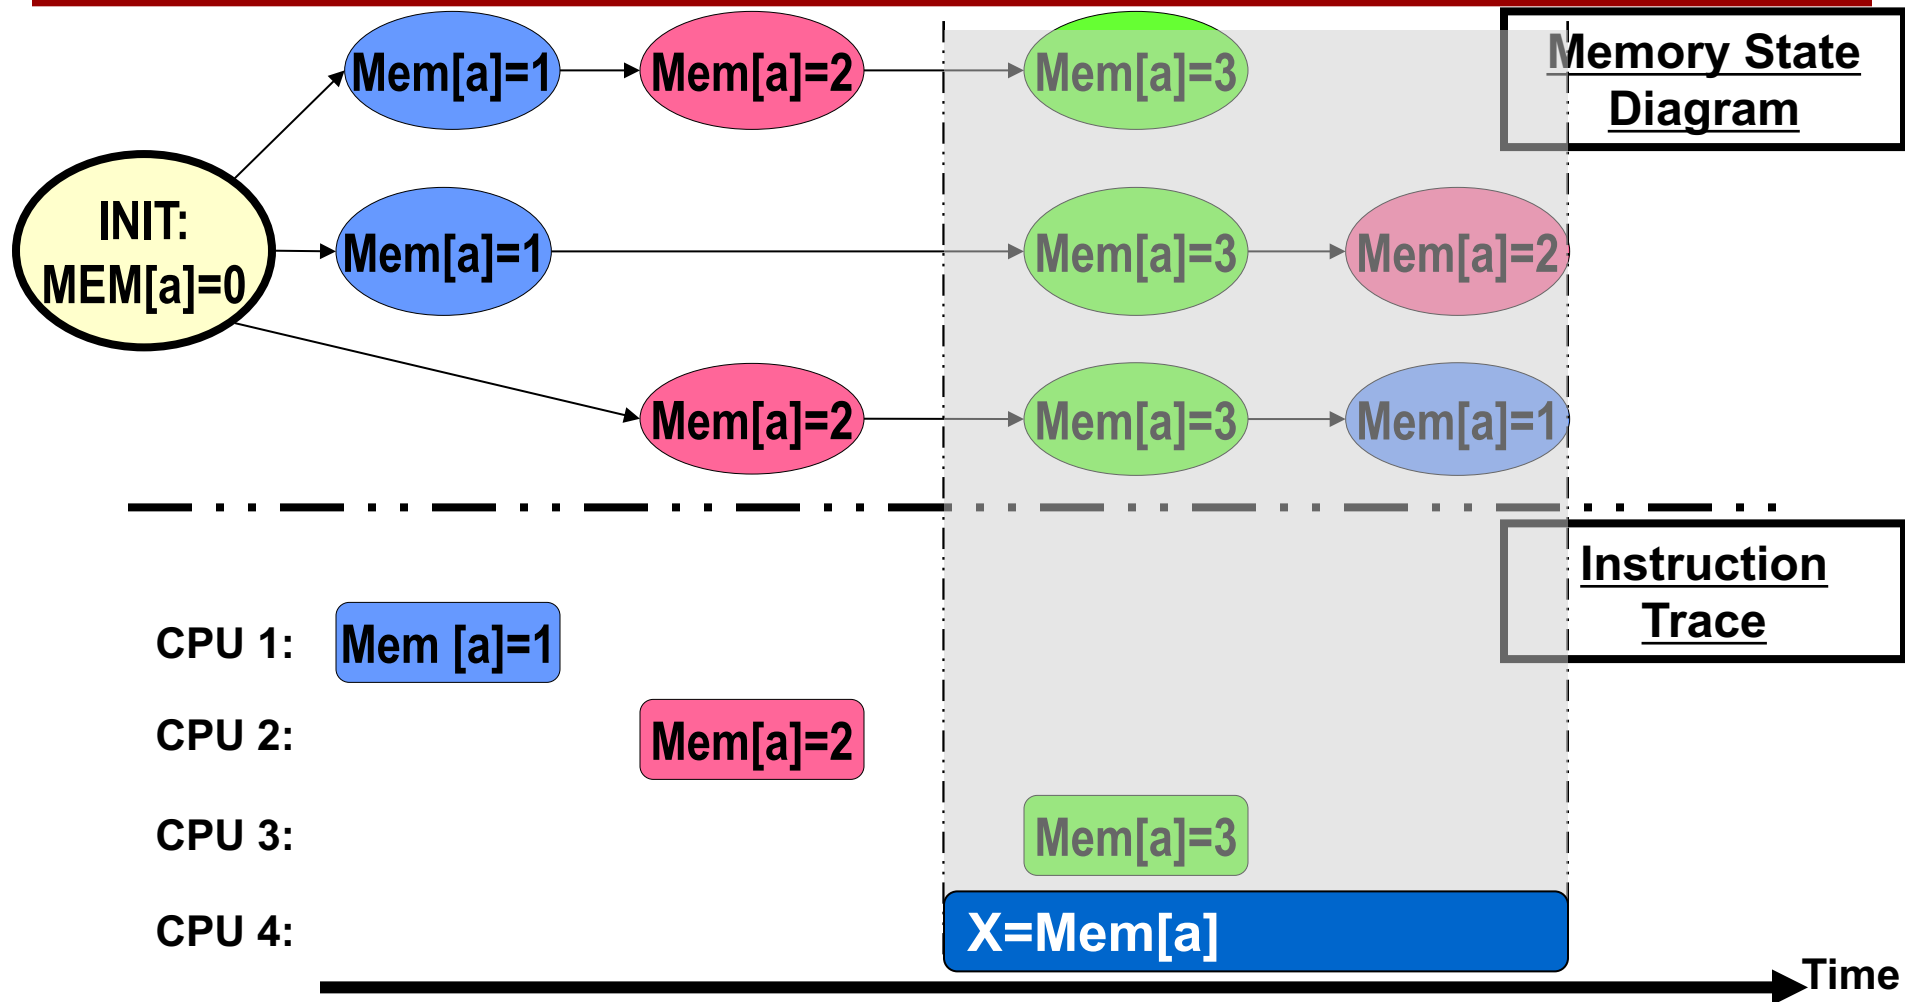 Mem[a]=1
Mem[a]=2
Mem[a]=3
Memory State
Diagram
INIT:
MEM[a]=0
Mem[a]=1
Mem[a]=3
Mem[a]=2
Mem[a]=2
Mem[a]=3
Mem[a]=1
Instruction
Trace
CPU 1:
Mem [a]=1
CPU 2:
Mem[a]=2
CPU 3:
Mem[a]=3
CPU 4:
X=Mem[a]
Time